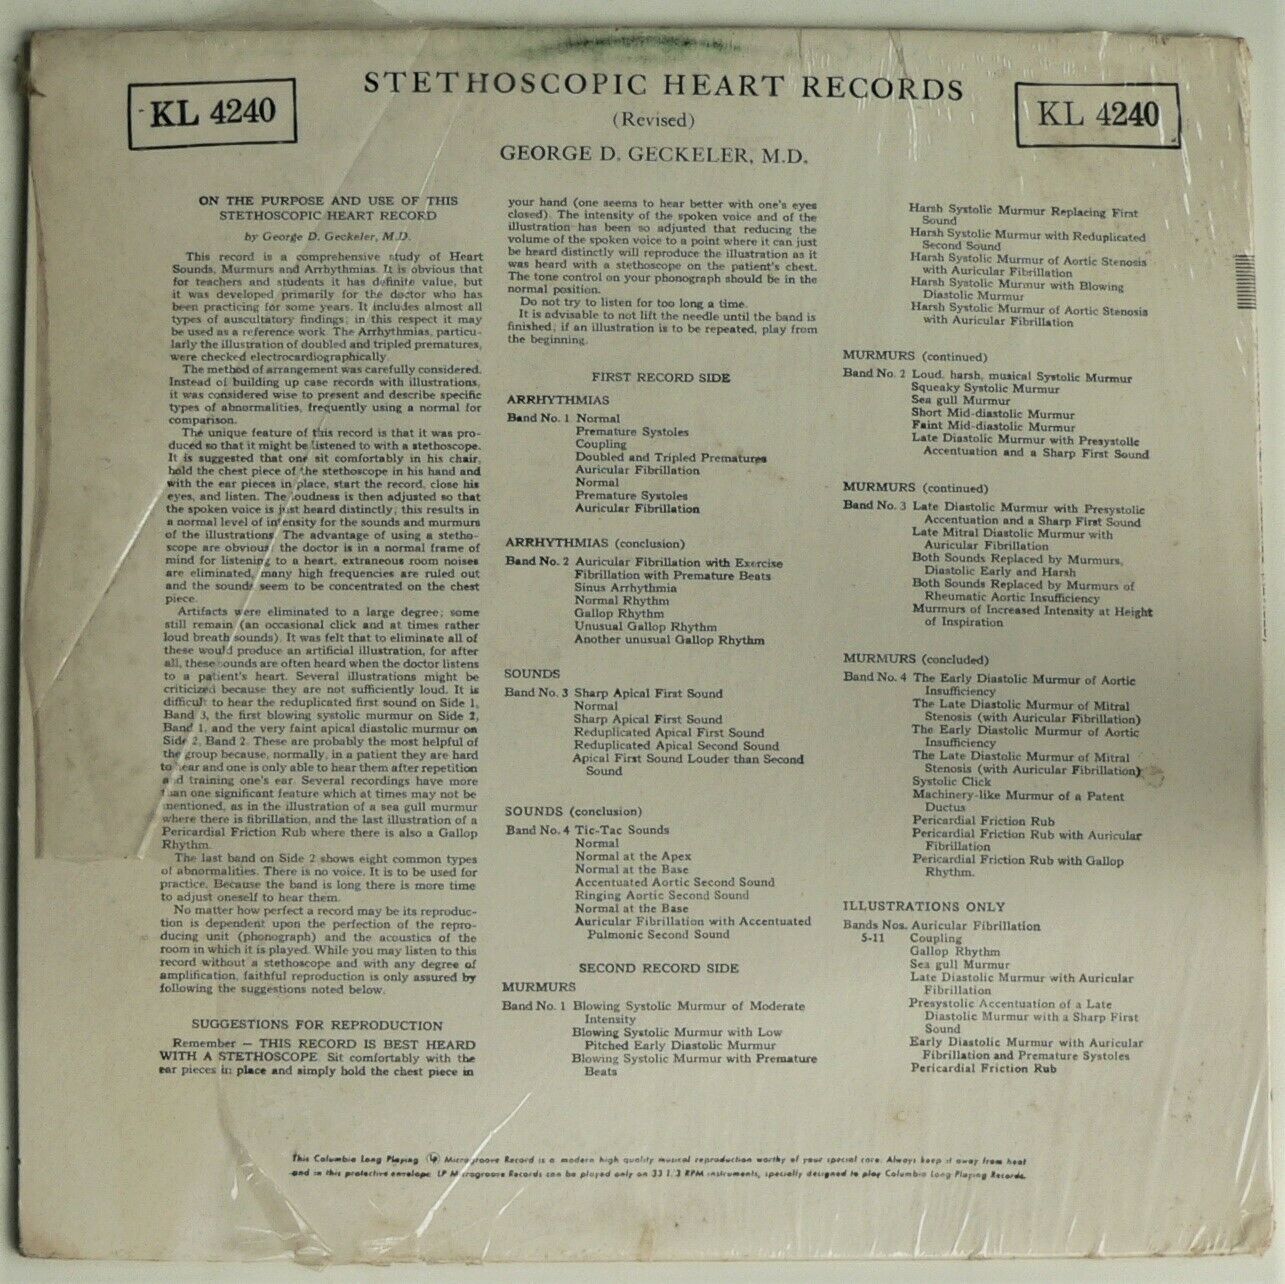 STETHOSCOPIC HEART RECORDS
KL 4240
KL 4240
(Revised)
GEORGE D. GECKELER, M.D.
ON THE PURPOSE AND USE OF THIS
STETHOSCOPIC HEART RECORD
by George D. Geckeler, M.D.
This record is a comprehensive study of Heart
Sounds, Murmurs and Arrhythmias. It is obvious that
for teachers and students it has definite value, but
it was developed primarily for the doctor who has
been practicing for some years. It includes almost all
types of auscultatory findings; in this respect it may
be used as a reference work. The Arrhythmias, particu-
larly the illustration of doubled and tripled prematures,
were checked electrocardiographically.
The method of arrangement was carefully considered.
Instead of building up case records with illustrations,
it was considered wise to present and describe specific
types of abnormalities, frequently using a normal for
comparison.
The unique feature of this record is that it was pro-
duced so that it might be listened to with a stethoscope.
It is suggested that one sit comfortably in his chair,
hold the chest piece of the stethoscope in his hand and
with the ear pieces in place, start the record, close his
eyes, and listen. The loudness is then adjusted so that
the spoken voice is just heard distinctly; this results in
a normal level of intensity for the sounds and murmurs
of the illustrations. The advantage of using a stetho-
scope are obvious: the doctor is in a normal frame of
mind for listening to a heart, extraneous room noises
are eliminated, many high frequencies are ruled out
and the sounds seem to be concentrated on the chest
piece.
Artifacts were eliminated to a large degree; some
still remain (an occasional click and at times rather
loud breath sounds). It was felt that to eliminate all of
these would produce an artificial illustration, for after
all, these sounds are often heard when the doctor listens
to a patient's heart. Several illustrations might be
criticized because they are not sufficiently loud. It is
difficult to hear the reduplicated first sound on Side 1,
Band 3, the first blowing systolic murmur on Side 2,
Band 1, and the very faint apical diastolic murmur on
Side 2, Band 2. These are probably the most helpful of
the group because, normally, in a patient they are hard
to hear and one is only able to hear them after repetition
and training one's ear. Several recordings have more
than one significant feature which at times may not be
mentioned, as in the illustration of a sea gull murmur
where there is fibrillation, and the last illustration of a
Pericardial Friction Rub where there is also a Gallop
Rhythm.
The last band on Side 2 shows eight common types
of abnormalities. There is no voice. It is to be used for
practice. Because the band is long there is more time
to adjust oneself to hear them.
No matter how perfect a record may be its reproduc-
tion is dependent upon the perfection of the repro-
ducing unit (phonograph) and the acoustics of the
room in which it is played. While you may listen to this
record without a stethoscope and with any degree of
amplification, faithful reproduction is only assured by
following the suggestions noted below.
SUGGESTIONS FOR REPRODUCTION
Remember — THIS RECORD IS BEST HEARD
WITH A STETHOSCOPE. Sit comfortably with the
ear pieces in place and simply hold the chest piece in
your hand (one seems to hear better with one's eyes
closed). The intensity of the spoken voice and of the
illustration has been so adjusted that reducing the
volume of the spoken voice to a point where it can just
be heard distinctly will reproduce the illustration as it
was heard with a stethoscope on the patient's chest.
The tone control on your phonograph should be in the
normal position.
Do not try to listen for too long a time.
It is advisable to not lift the needle until the band is
finished; if an illustration is to be repeated, play from
the beginning.
FIRST RECORD SIDE
ARRHYTHMIAS
Band No. 1 Normal
Premature Systoles
Coupling
Doubled and Tripled Prematures
Auricular Fibrillation
Normal
Premature Systoles
Auricular Fibrillation
ARRHYTHMIAS (conclusion)
Band No. 2 Auricular Fibrillation with Exercise
Fibrillation with Premature Beats
Sinus Arrhythmia
Normal Rhythm
Gallop Rhythm
Unusual Gallop Rhythm
Another unusual Gallop Rhythm
SOUNDS
Band No. 3 Sharp Apical First Sound
Normal
Sharp Apical First Sound
Reduplicated Apical First Sound
Reduplicated Apical Second Sound
Apical First Sound Louder than Second
Sound
SOUNDS (conclusion)
Band No. 4 Tic-Tac Sounds
Normal
Normal at the Apex
Normal at the Base
Accentuated Aortic Second Sound
Ringing Aortic Second Sound
Normal at the Base
Auricular Fibrillation with Accentuated
Pulmonic Second Sound
SECOND RECORD SIDE
MURMURS
Band No. 1 Blowing Systolic Murmur of Moderate
Intensity
Blowing Systolic Murmur with Low
Pitched Early Diastolic Murmur
Blowing Systolic Murmur with Premature
Beats
Harsh Systolic Murmur Replacing First
Sound
Harsh Systolic Murmur with Reduplicated
Second Sound
Harsh Systolic Murmur of Aortic Stenosis
with Auricular Fibrillation
Harsh Systolic Murmur with Blowing
Diastolic Murmur
Harsh Systolic Murmur of Aortic Stenosis
with Auricular Fibrillation
MURMURS (continued)
Band No. 2 Loud, harsh, musical Systolic Murmur
Squeaky Systolic Murmur
Sea gull Murmur
Short Mid-diastolic Murmur
Faint Mid-diastolic Murmur
Late Diastolic Murmur with Presystolic
Accentuation and a Sharp First Sound
MURMURS (continued)
Band No. 3 Late Diastolic Murmur with Presystolic
Accentuation and a Sharp First Sound
Late Mitral Diastolic Murmur with
Auricular Fibrillation
Both Sounds Replaced by Murmurs,
Diastolic Early and Harsh
Both Sounds Replaced by Murmurs of
Rheumatic Aortic Insufficiency
Murmurs of Increased Intensity at Height
of Inspiration
MURMURS (concluded)
Band No. 4 The Early Diastolic Murmur of Aortic
Insufficiency
The Late Diastolic Murmur of Mitral
Stenosis (with Auricular Fibrillation)
The Early Diastolic Murmur of Aortic
Insufficiency
The Late Diastolic Murmur of Mitral
Stenosis (with Auricular Fibrillation)
Systolic Click
Machinery-like Murmur of a Patent
Ductus
Pericardial Friction Rub
Pericardial Friction Rub with Auricular
Fibrillation
Pericardial Friction Rub with Gallop
Rhythm.
ILLUSTRATIONS ONLY
Bands Nos. Auricular Fibrillation
5-11 Coupling
Gallop Rhythm
Sea gull Murmur
Late Diastolic Murmur with Auricular
Fibrillation
Presystolic Accentuation of a Late
Diastolic Murmur with a Sharp First
Sound
Early Diastolic Murmur with Auricular
Fibrillation and Premature Systoles
Pericardial Friction Rub
This Columbia Long Playing LP Microgroove Record is a modern high quality musical reproduction worthy of your special care. Always keep it away from heat
and in this protective envelope. LP Microgroove Records can be played only on 33 1/3 RPM instruments, specially designed to play Columbia Long Playing Records.